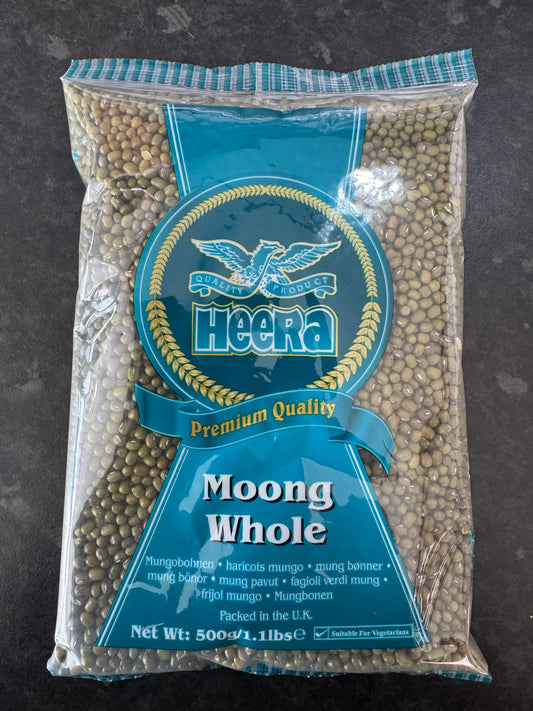 QUALITY PRODUCT
HEERa
Premium Quality
Moong
Whole
Mungobohnen • haricots mungo • mung bønner •
mung bönor • mung pavut • fagioli verdi mung •
frijol mungo • Mungbonen
Packed in the U.K.
Net Wt: 500g/1.1lbs℮ ✓ Suitable For Vegetarians